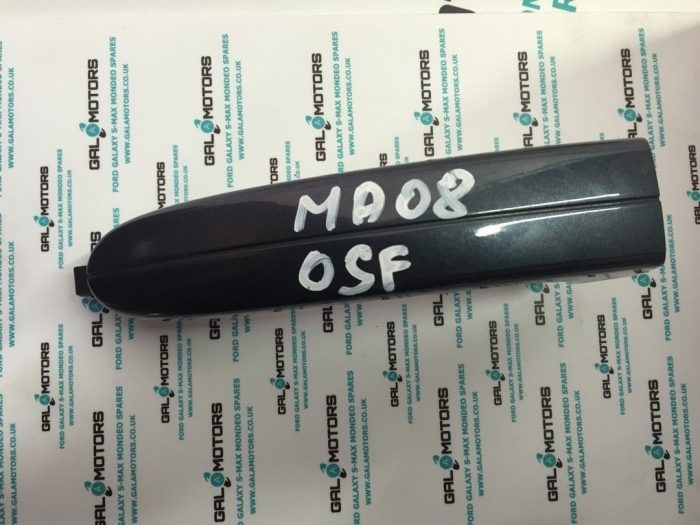 MA08
OSF
GALAMOTORS
FORD GALAXY S-MAX MONDEO SPARES
WWW.GALAMOTORS.CO.UK